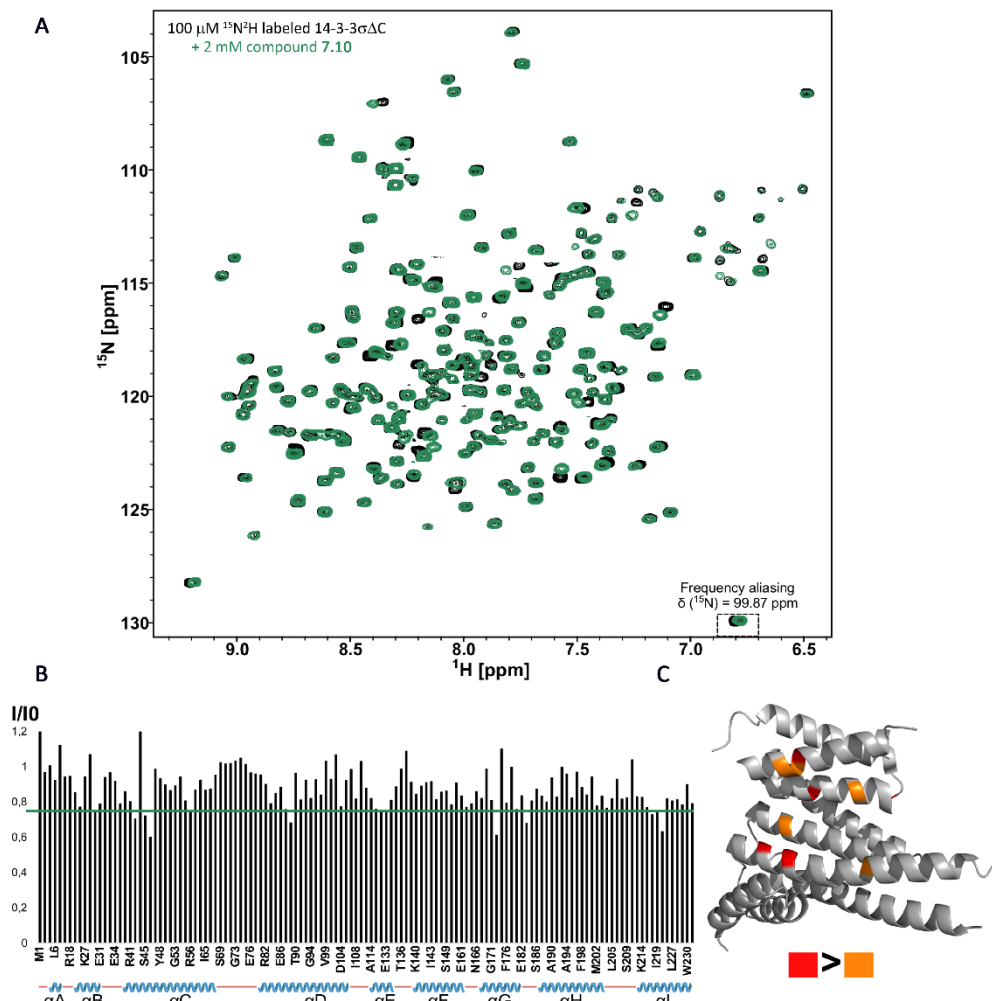 A
100 μM ¹⁵N²H labeled 14-3-3σΔC
+ 2 mM compound 7.10
105
110
115
120
125
130
¹⁵N [ppm]
Frequency aliasing
δ (¹⁵N) = 99.87 ppm
9.0 8.5 8.0 7.5 7.0 6.5
¹H [ppm]
B
I/I0
1,2
1
0,8
0,6
0,4
0,2
0
M1 L6 R18 K27 E31 E34 R41 S45 Y48 G53 R56 I65 S69 G73 E76 R82 E86 T90 G94 V99 D104 I108 A114 E133 T136 K140 I143 S149 E161 N166 G171 F176 E182 S186 A190 A194 F198 M202 L205 S209 K214 I219 L227 W230
αA αB αC αD αE αF αG αH αI
C
>